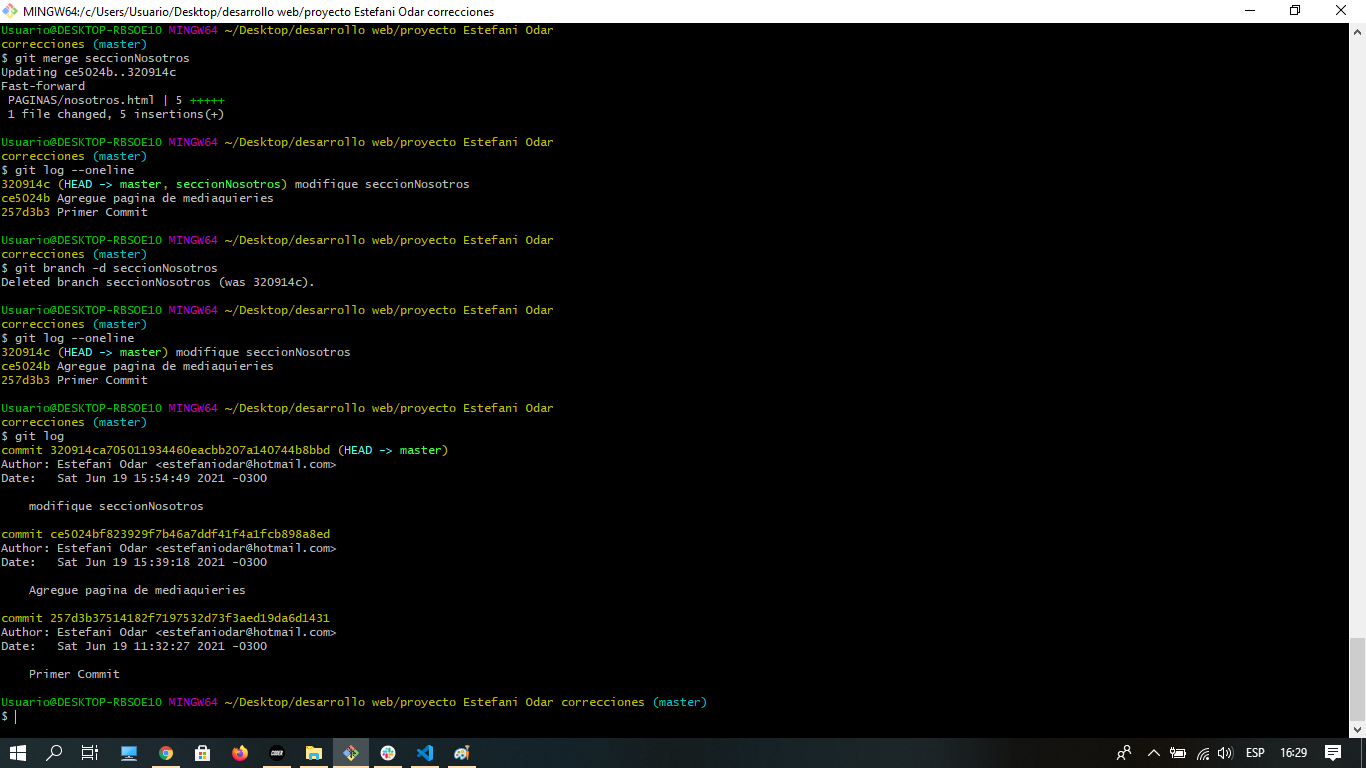 MINGW64:/c/Users/Usuario/Desktop/desarrollo web/proyecto Estefani Odar correcciones
Usuario@DESKTOP-RBSOE1O MINGW64 ~/Desktop/desarrollo web/proyecto Estefani Odar
correcciones (master)
$ git merge seccionNosotros
Updating ce5024b..320914c
Fast-forward
 PAGINAS/nosotros.html | 5 +++++
 1 file changed, 5 insertions(+)

Usuario@DESKTOP-RBSOE1O MINGW64 ~/Desktop/desarrollo web/proyecto Estefani Odar
correcciones (master)
$ git log --oneline
320914c (HEAD -> master, seccionNosotros) modifique seccionNosotros
ce5024b Agregue pagina de mediaquieries
257d3b3 Primer Commit

Usuario@DESKTOP-RBSOE1O MINGW64 ~/Desktop/desarrollo web/proyecto Estefani Odar
correcciones (master)
$ git branch -d seccionNosotros
Deleted branch seccionNosotros (was 320914c).

Usuario@DESKTOP-RBSOE1O MINGW64 ~/Desktop/desarrollo web/proyecto Estefani Odar
correcciones (master)
$ git log --oneline
320914c (HEAD -> master) modifique seccionNosotros
ce5024b Agregue pagina de mediaquieries
257d3b3 Primer Commit

Usuario@DESKTOP-RBSOE1O MINGW64 ~/Desktop/desarrollo web/proyecto Estefani Odar
correcciones (master)
$ git log
commit 320914ca705011934460eacbb207a140744b8bbd (HEAD -> master)
Author: Estefani Odar <estefaniodar@hotmail.com>
Date:   Sat Jun 19 15:54:49 2021 -0300

    modifique seccionNosotros

commit ce5024bf823929f7b46a7ddf41f4a1fcb898a8ed
Author: Estefani Odar <estefaniodar@hotmail.com>
Date:   Sat Jun 19 15:39:18 2021 -0300

    Agregue pagina de mediaquieries

commit 257d3b37514182f7197532d73f3aed19da6d1431
Author: Estefani Odar <estefaniodar@hotmail.com>
Date:   Sat Jun 19 11:32:27 2021 -0300

    Primer Commit

Usuario@DESKTOP-RBSOE1O MINGW64 ~/Desktop/desarrollo web/proyecto Estefani Odar correcciones (master)
$
CODER
ESP
16:29